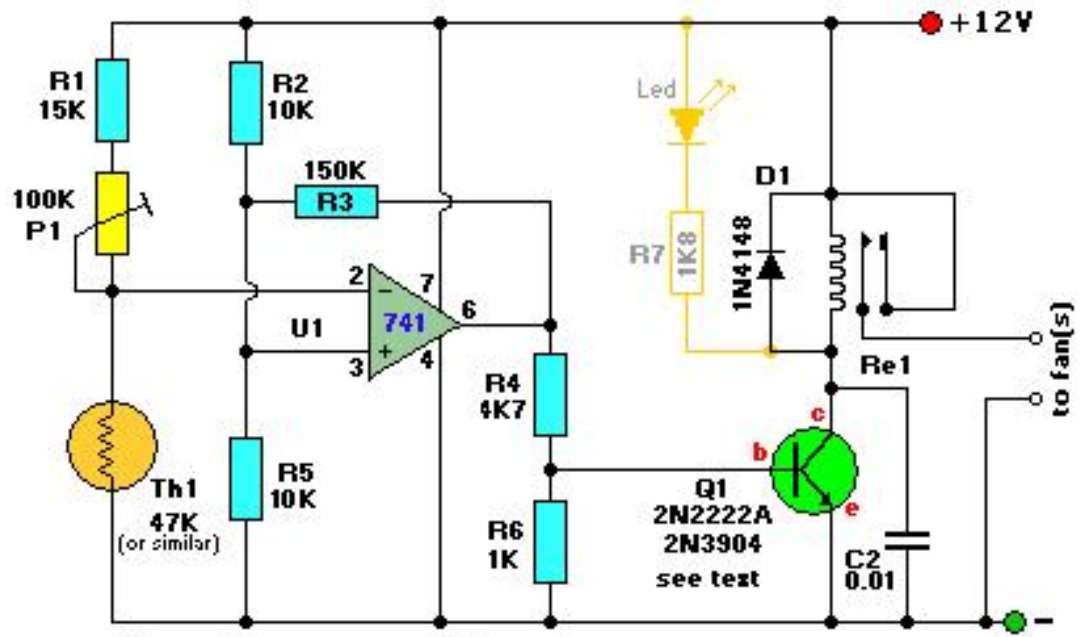 +12V
R1
15K
R2
10K
Led
150K
R3
100K
P1
D1
1N4148
R7
1K8
2
−
7
6
U1
741
3
+
4
Re1
to fan(s)
R4
4K7
c
b
e
Th1
47K
(or similar)
R5
10K
Q1
2N2222A
2N3904
see text
R6
1K
C2
0.01
−